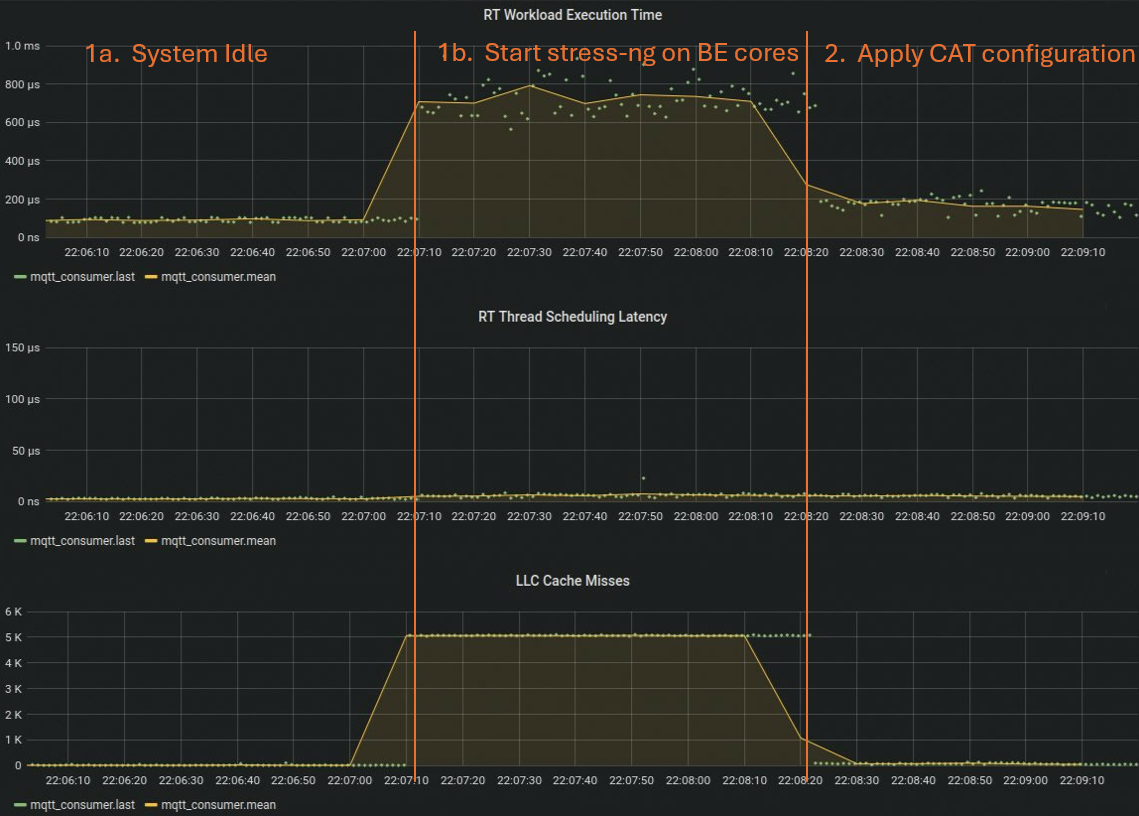 RT Workload Execution Time
1a. System Idle
1b. Start stress-ng on BE cores
2. Apply CAT configuration
1.0 ms
800 µs
600 µs
400 µs
200 µs
0 ns
22:06:10 22:06:20 22:06:30 22:06:40 22:06:50 22:07:00 22:07:10 22:07:20 22:07:30 22:07:40 22:07:50 22:08:00 22:08:10 22:08:20 22:08:30 22:08:40 22:08:50 22:09:00 22:09:10
mqtt_consumer.last mqtt_consumer.mean
RT Thread Scheduling Latency
150 µs
100 µs
50 µs
0 ns
22:06:10 22:06:20 22:06:30 22:06:40 22:06:50 22:07:00 22:07:10 22:07:20 22:07:30 22:07:40 22:07:50 22:08:00 22:08:10 22:08:20 22:08:30 22:08:40 22:08:50 22:09:00 22:09:10
mqtt_consumer.last mqtt_consumer.mean
LLC Cache Misses
6 K
5 K
4 K
3 K
2 K
1 K
0
22:06:10 22:06:20 22:06:30 22:06:40 22:06:50 22:07:00 22:07:10 22:07:20 22:07:30 22:07:40 22:07:50 22:08:00 22:08:10 22:08:20 22:08:30 22:08:40 22:08:50 22:09:00 22:09:10
mqtt_consumer.last mqtt_consumer.mean